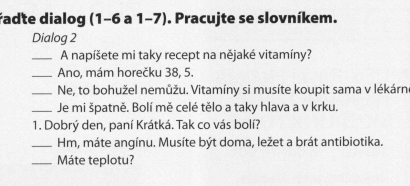 řaďte dialog (1–6 a 1–7). Pracujte se slovníkem.
Dialog 2
___ A napíšete mi taky recept na nějaké vitamíny?
___ Ano, mám horečku 38, 5.
___ Ne, to bohužel nemůžu. Vitamíny si musíte koupit sama v lékárně
___ Je mi špatně. Bolí mě celé tělo a taky hlava a v krku.
1. Dobrý den, paní Krátká. Tak co vás bolí?
___ Hm, máte angínu. Musíte být doma, ležet a brát antibiotika.
___ Máte teplotu?